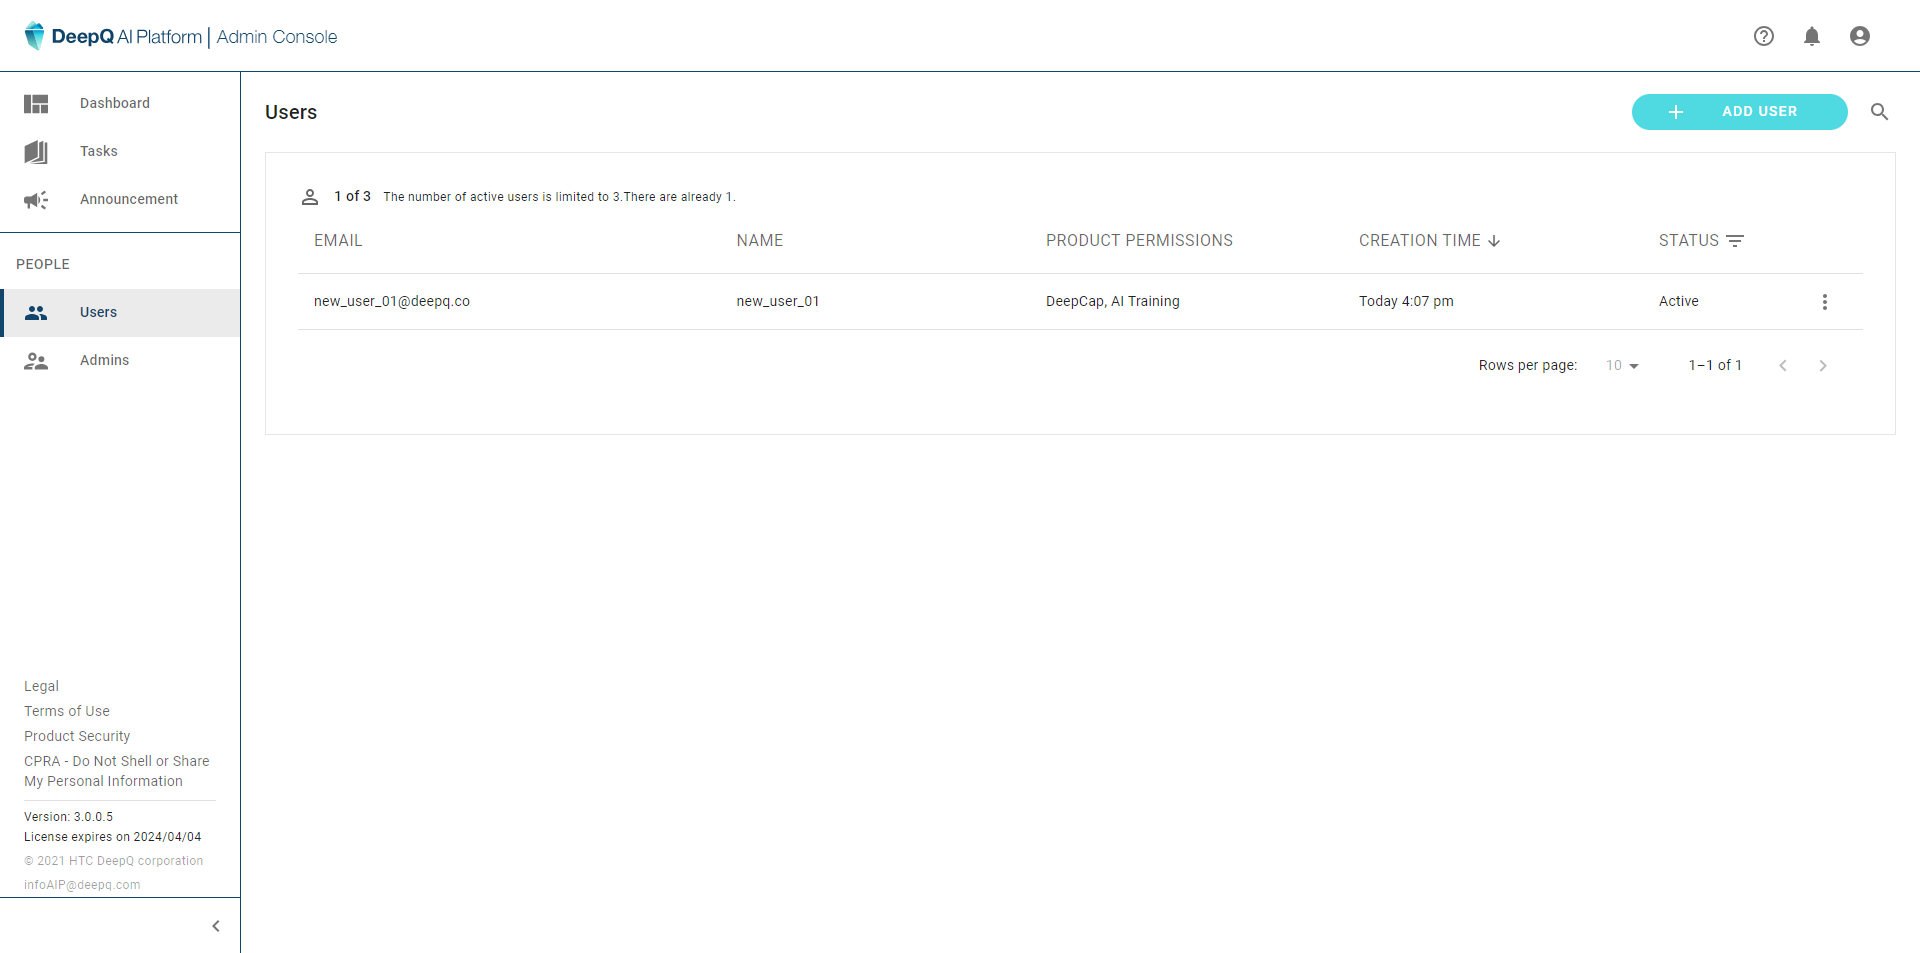 DeepQ AI Platform | Admin Console
Dashboard
Tasks
Announcement
PEOPLE
Users
Admins
Legal
Terms of Use
Product Security
CPRA - Do Not Shell or Share
My Personal Information
Version: 3.0.0.5
License expires on 2024/04/04
© 2021 HTC DeepQ corporation
infoAIP@deepq.com
Users
ADD USER
1 of 3 The number of active users is limited to 3.There are already 1.
EMAIL NAME PRODUCT PERMISSIONS CREATION TIME STATUS
new_user_01@deepq.co new_user_01 DeepCap, AI Training Today 4:07 pm Active
Rows per page: 10 1–1 of 1